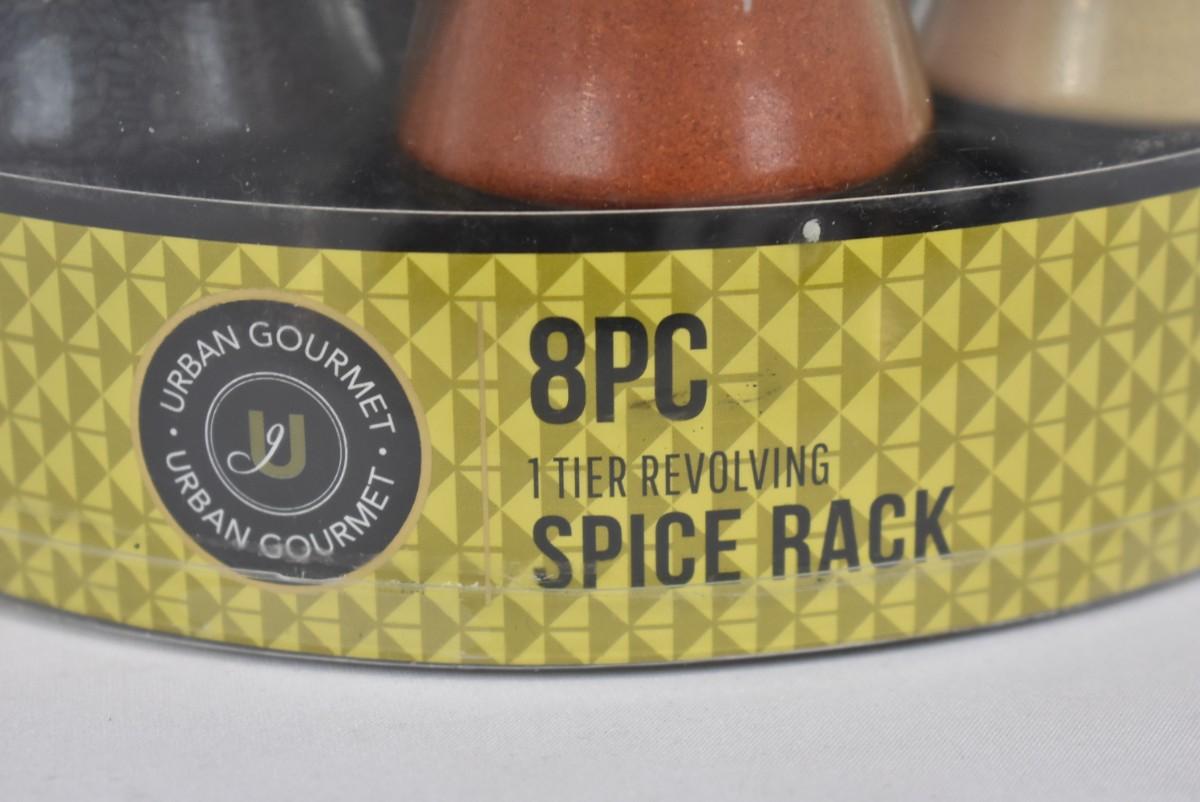 • URBAN GOURMET •
URBAN GOURMET
gU
8PC
1 TIER REVOLVING
SPICE RACK